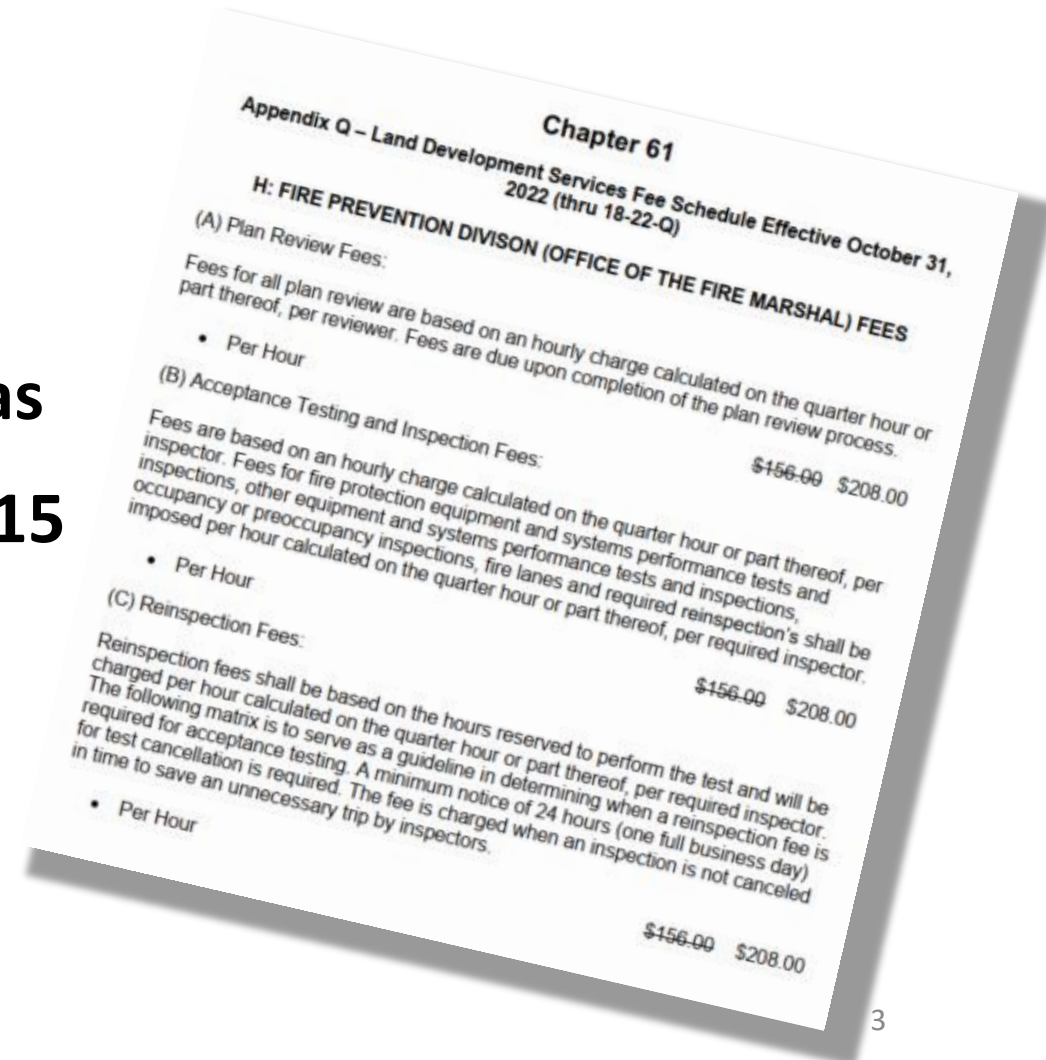 as
15
Chapter 61
Appendix Q – Land Development Services Fee Schedule Effective October 31,
2022 (thru 18-22-Q)
H: FIRE PREVENTION DIVISON (OFFICE OF THE FIRE MARSHAL) FEES
(A) Plan Review Fees:
Fees for all plan review are based on an hourly charge calculated on the quarter hour or
part thereof, per reviewer. Fees are due upon completion of the plan review process.
• Per Hour
$156.00 $208.00
(B) Acceptance Testing and Inspection Fees:
Fees are based on an hourly charge calculated on the quarter hour or part thereof, per
inspector. Fees for fire protection equipment and systems performance tests and
inspections, other equipment and systems performance tests and inspections,
occupancy or preoccupancy inspections, fire lanes and required reinspection's shall be
imposed per hour calculated on the quarter hour or part thereof, per required inspector.
• Per Hour
$156.00 $208.00
(C) Reinspection Fees:
Reinspection fees shall be based on the hours reserved to perform the test and will be
charged per hour calculated on the quarter hour or part thereof, per required inspector.
The following matrix is to serve as a guideline in determining when a reinspection fee is
required for acceptance testing. A minimum notice of 24 hours (one full business day)
for test cancellation is required. The fee is charged when an inspection is not canceled
in time to save an unnecessary trip by inspectors.
• Per Hour
$156.00 $208.00
3